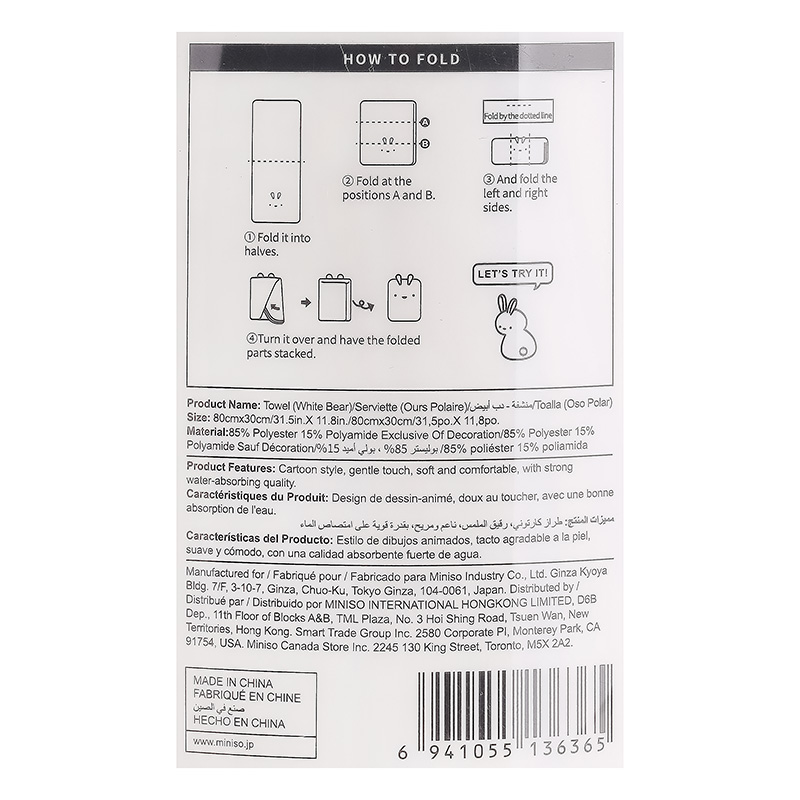 HOW TO FOLD
① Fold it into
halves.
A
B
② Fold at the
positions A and B.
Fold by the dotted line
③ And fold the
left and right
sides.
④Turn it over and have the folded
parts stacked.
LET'S TRY IT!
Product Name: Towel (White Bear)/Serviette (Ours Polaire)/منشفة - دب أبيض/Toalla (Oso Polar)
Size: 80cmx30cm/31.5in.X 11.8in./80cmx30cm/31,5po.X 11,8po.
Material:85% Polyester 15% Polyamide Exclusive Of Decoration/85% Polyester 15%
Polyamide Sauf Décoration/%15 بوليستر 85% ، بولي أميد/85% poliéster 15% poliamida
Product Features: Cartoon style, gentle touch, soft and comfortable, with strong
water-absorbing quality.
Caractéristiques du Produit: Design de dessin-animé, doux au toucher, avec une bonne
absorption de l'eau.
مميزات المنتج: طراز كارتوني، رقيق الملمس، ناعم ومريح، بقدرة قوية على امتصاص الماء
Características del Producto: Estilo de dibujos animados, tacto agradable a la piel,
suave y cómodo, con una calidad absorbente fuerte de agua.
Manufactured for / Fabriqué pour / Fabricado para Miniso Industry Co., Ltd. Ginza Kyoya
Bldg. 7/F, 3-10-7, Ginza, Chuo-Ku, Tokyo Ginza, 104-0061, Japan. Distributed by /
Distribué par / Distribuido por MINISO INTERNATIONAL HONGKONG LIMITED, D6B
Dep., 11th Floor of Blocks A&B, TML Plaza, No. 3 Hoi Shing Road, Tsuen Wan, New
Territories, Hong Kong. Smart Trade Group Inc. 2580 Corporate Pl, Monterey Park, CA
91754, USA. Miniso Canada Store Inc. 2245 130 King Street, Toronto, M5X 2A2.
MADE IN CHINA
FABRIQUÉ EN CHINE
صنع في الصين
HECHO EN CHINA
www.miniso.jp
6 941055 136365